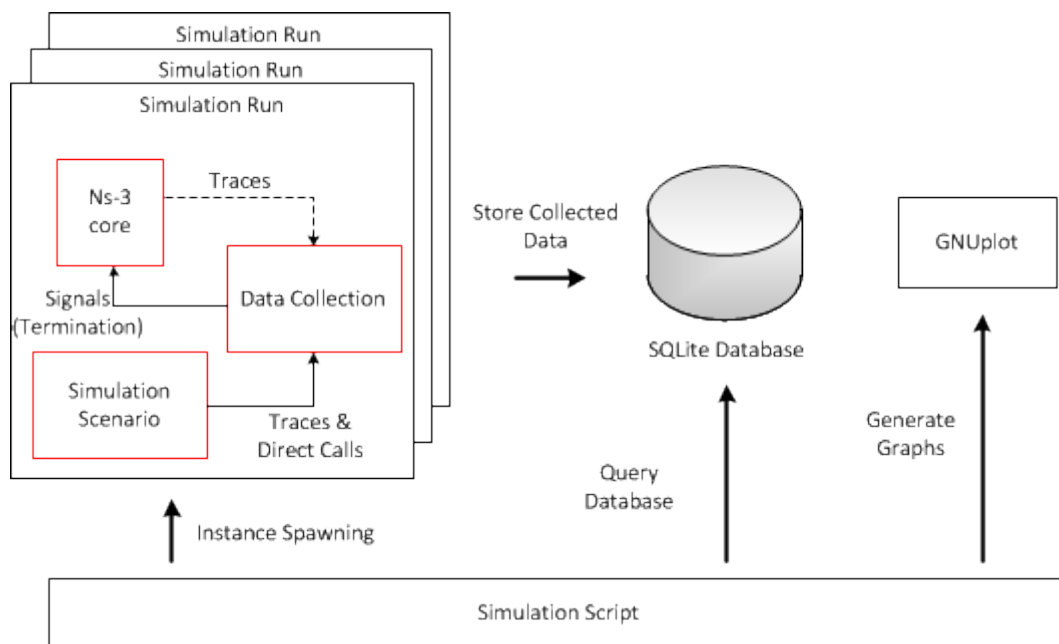 Simulation Run
Simulation Run
Simulation Run
Ns-3
core
Traces
Data Collection
Signals
(Termination)
Simulation
Scenario
Traces &
Direct Calls
Store Collected
Data
SQLite Database
GNUplot
Instance Spawning
Query
Database
Generate
Graphs
Simulation Script